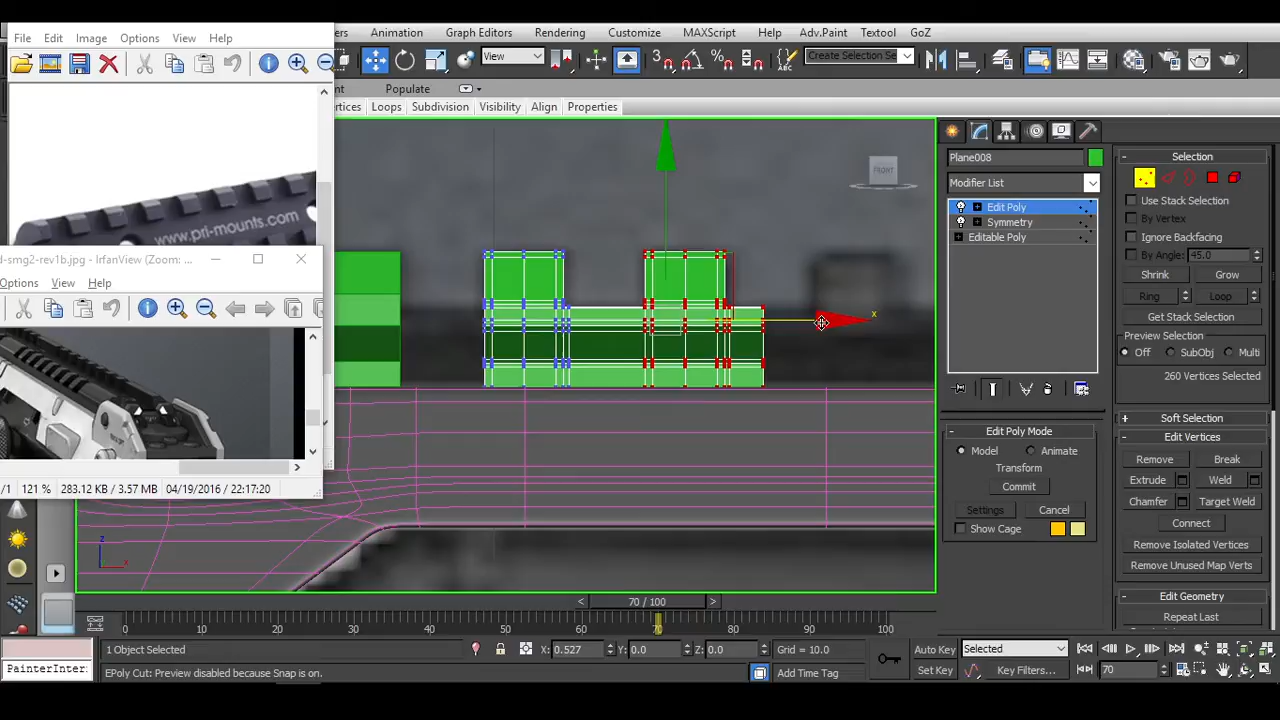 File Edit Image Options View Help
ers Animation Graph Editors Rendering Customize MAXScript Help Adv.Paint Textool GoZ
View
Create Selection Se
Populate
rtices Loops Subdivision Visibility Align Properties
www.pri-mounts.com
d-smg2-rev1b.jpg - IrfanView (Zoom:
ions View Help
/1 121 % 283.12 KB / 3.57 MB 04/19/2016 / 22:17:20
FRONT
x
z
x
Plane008
Modifier List
Edit Poly
Symmetry
Editable Poly
Edit Poly Mode
Model Animate
Transform
Commit
Settings Cancel
Show Cage
Selection
Use Stack Selection
By Vertex
Ignore Backfacing
By Angle: 45.0
Shrink Grow
Ring Loop
Get Stack Selection
Preview Selection
Off SubObj Multi
260 Vertices Selected
Soft Selection
Edit Vertices
Remove Break
Extrude Weld
Chamfer Target Weld
Connect
Remove Isolated Vertices
Remove Unused Map Verts
Edit Geometry
Repeat Last
< 70 / 100 >
0 10 20 30 40 50 60 70 80 90 100
PainterInter
1 Object Selected
X: 0.527 Y: 0.0 Z: 0.0 Grid = 10.0
EPoly Cut: Preview disabled because Snap is on.
Add Time Tag
Auto Key Selected
Set Key Key Filters...
70